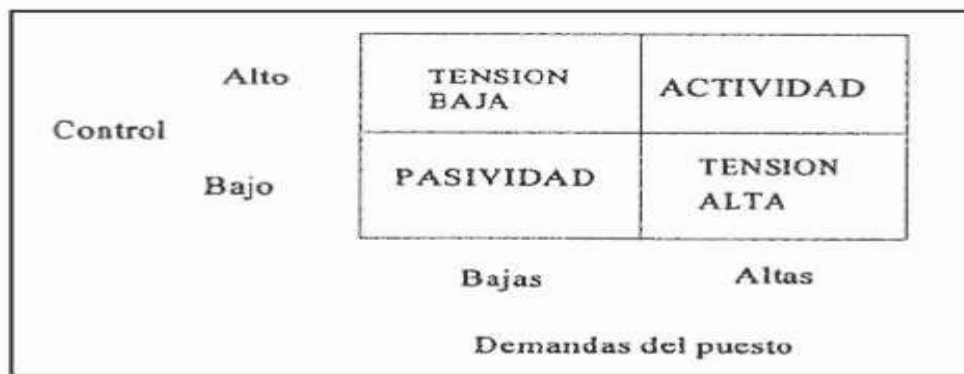 Alto
TENSION
BAJA
ACTIVIDAD
Control
Bajo
PASIVIDAD
TENSION
ALTA
Bajas
Altas
Demandas del puesto